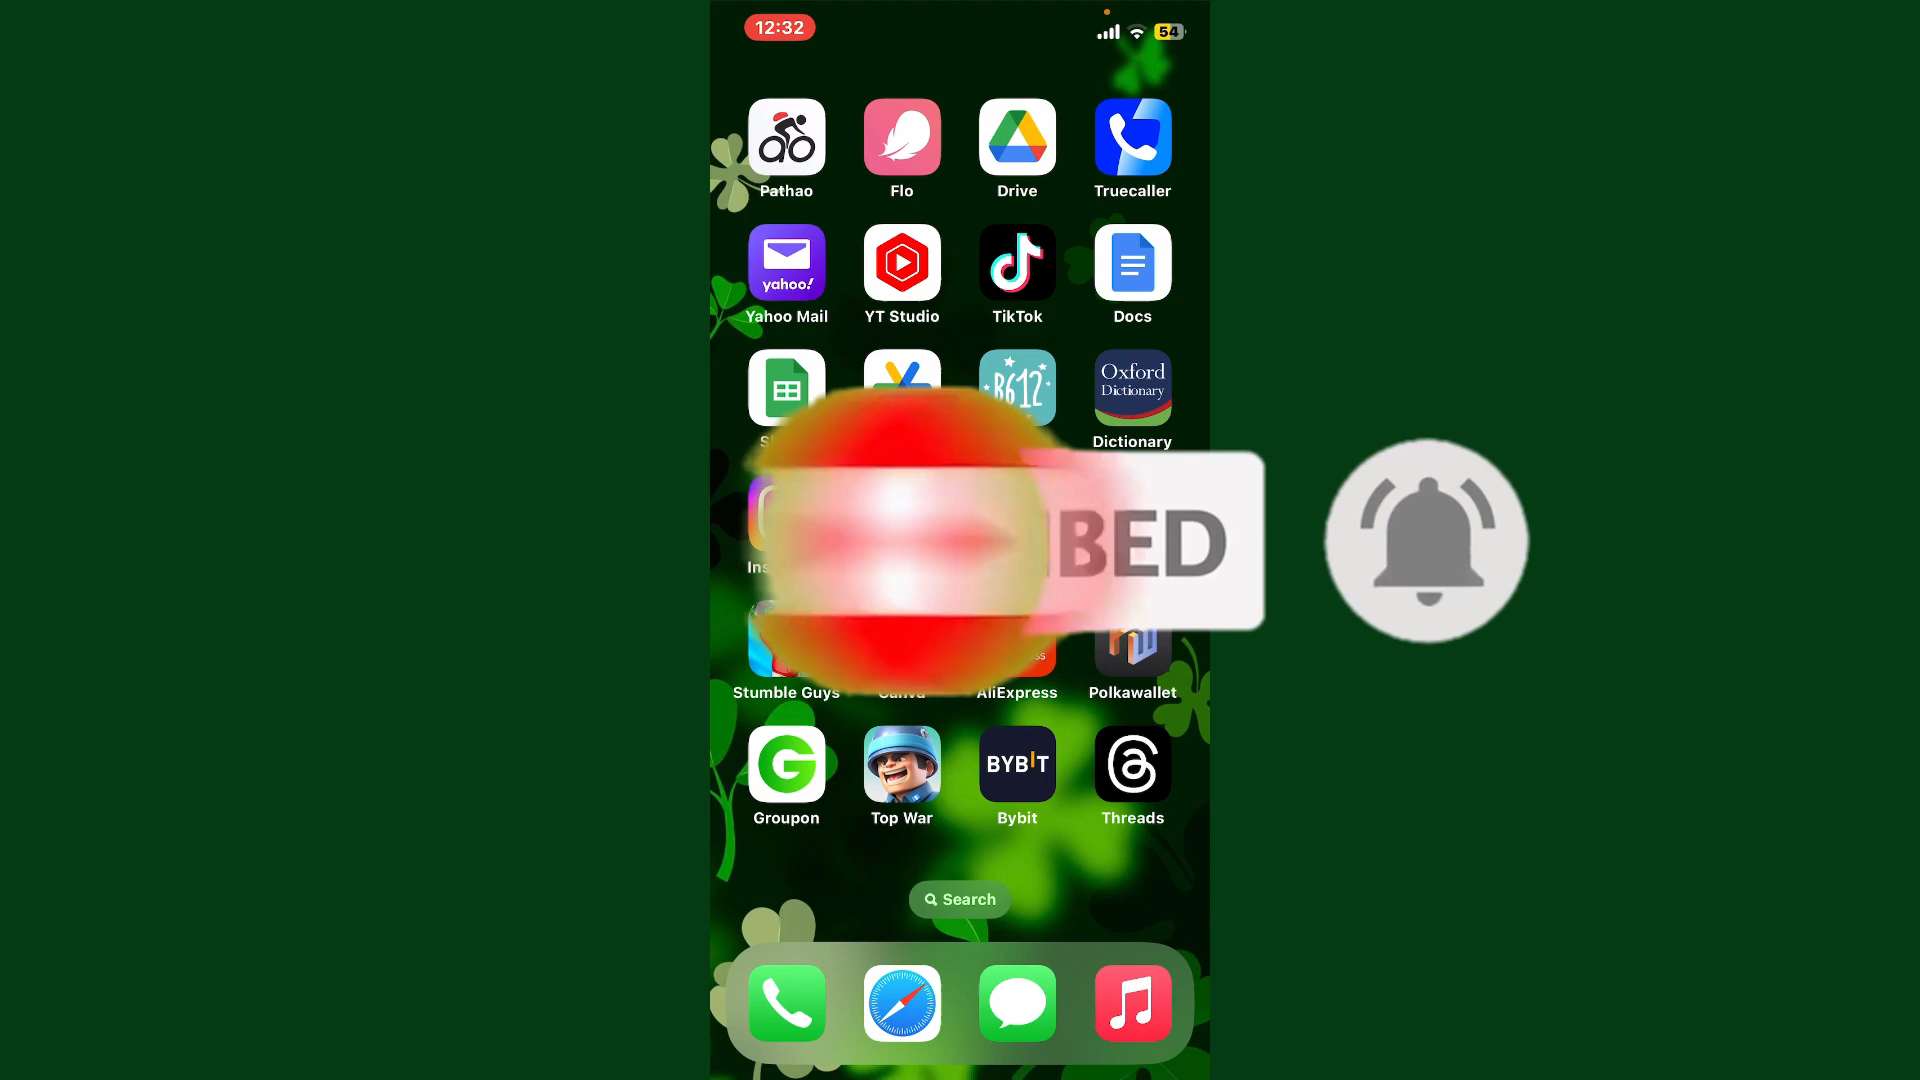 12:32
54
Pathao
Flo
Drive
Truecaller
yahoo!
Yahoo Mail
YT Studio
TikTok
Docs
B612
Oxford
Dictionary
Dictionary
BED
Stumble Guys
AliExpress
Polkawallet
BYBIT
Groupon
Top War
Bybit
Threads
Search